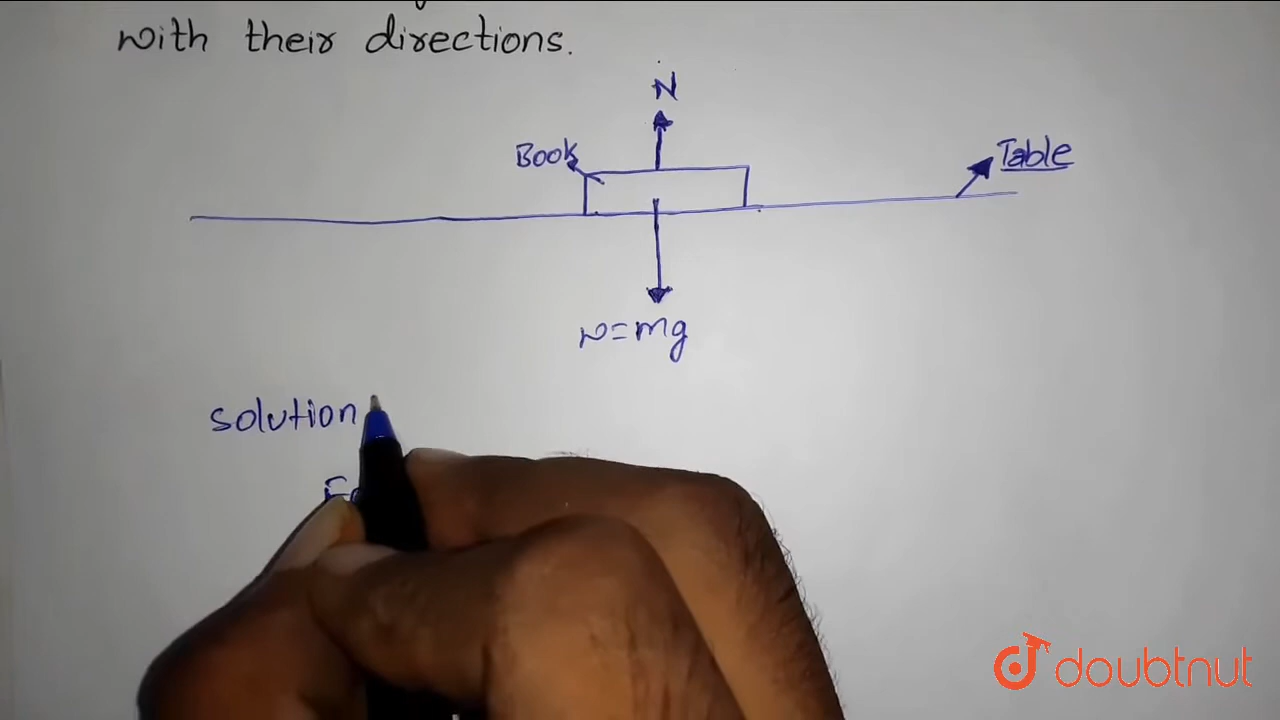 with their directions.
N
Book
Table
w=mg
solution
doubtnut